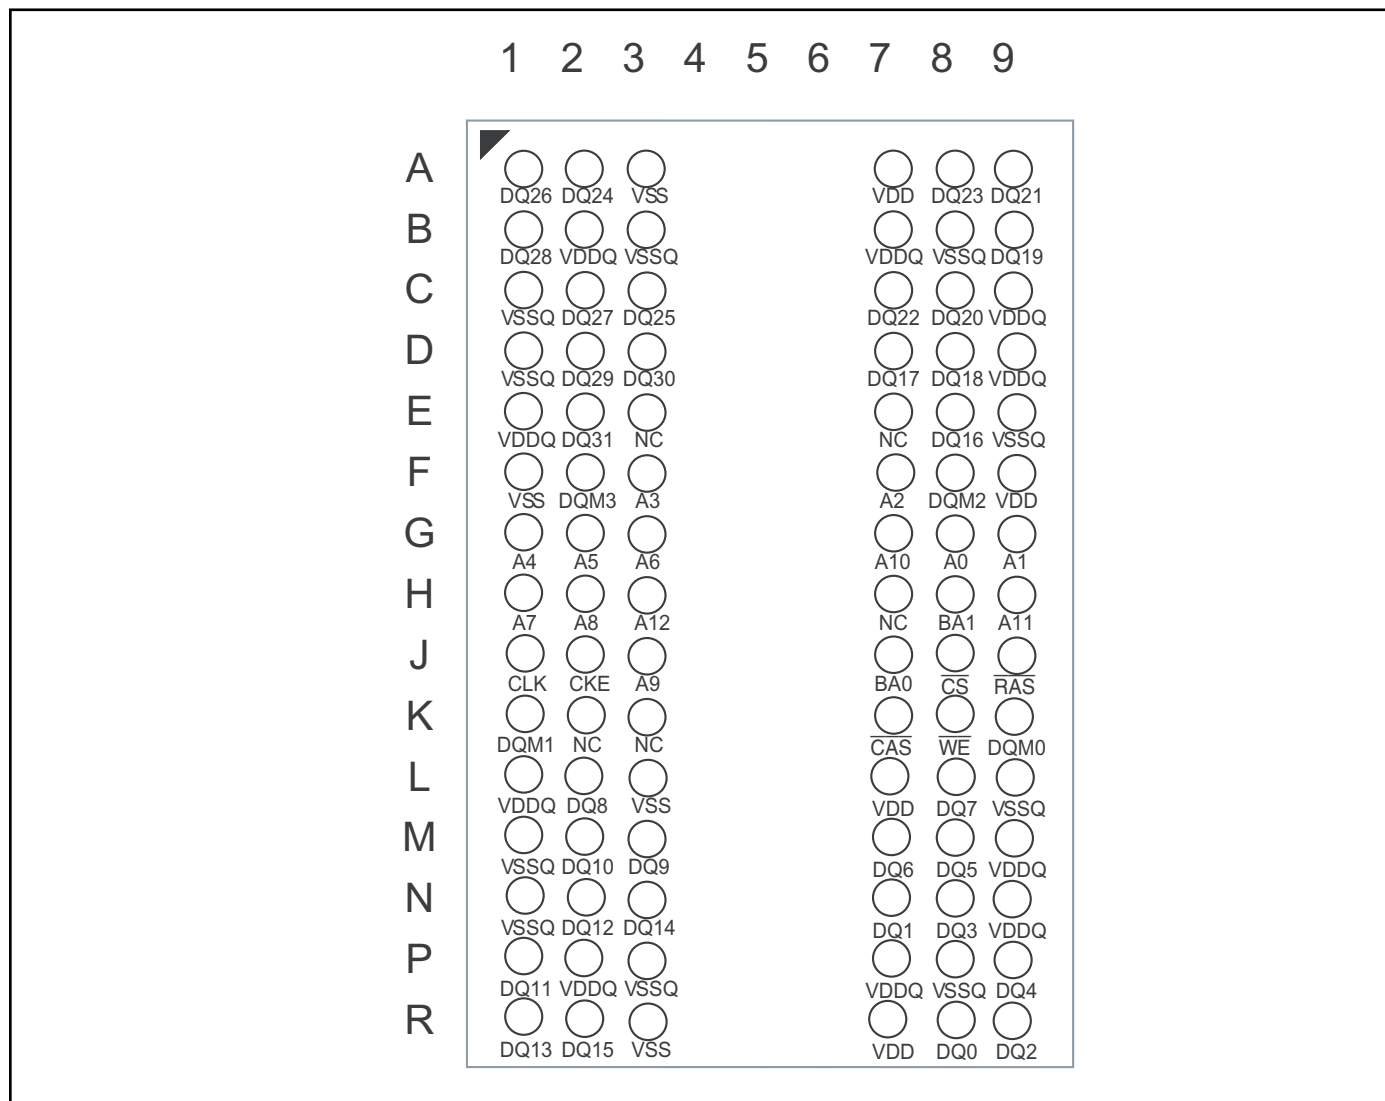 1 2 3 4 5 6 7 8 9
A
DQ26 DQ24 VSS VDD DQ23 DQ21
B
DQ28 VDDQ VSSQ VDDQ VSSQ DQ19
C
VSSQ DQ27 DQ25 DQ22 DQ20 VDDQ
D
VSSQ DQ29 DQ30 DQ17 DQ18 VDDQ
E
VDDQ DQ31 NC NC DQ16 VSSQ
F
VSS DQM3 A3 A2 DQM2 VDD
G
A4 A5 A6 A10 A0 A1
H
A7 A8 A12 NC BA1 A11
J
CLK CKE A9 BA0 C̅S̅ R̅A̅S̅
K
DQM1 NC NC C̅A̅S̅ W̅E̅ DQM0
L
VDDQ DQ8 VSS VDD DQ7 VSSQ
M
VSSQ DQ10 DQ9 DQ6 DQ5 VDDQ
N
VSSQ DQ12 DQ14 DQ1 DQ3 VDDQ
P
DQ11 VDDQ VSSQ VDDQ VSSQ DQ4
R
DQ13 DQ15 VSS VDD DQ0 DQ2